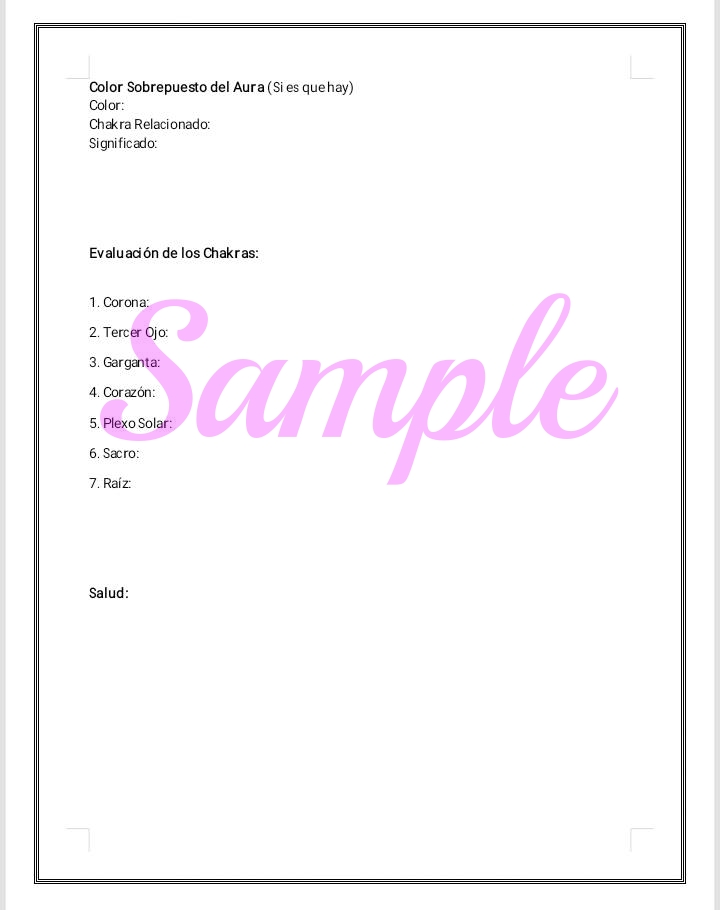 Color Sobrepuesto del Aura (Si es que hay)
Color:
Chakra Relacionado:
Significado:
Evaluación de los Chakras:
1. Corona:
2. Tercer Ojo:
3. Garganta:
4. Corazón:
5. Plexo Solar:
6. Sacro:
7. Raíz:
Sample
Salud: